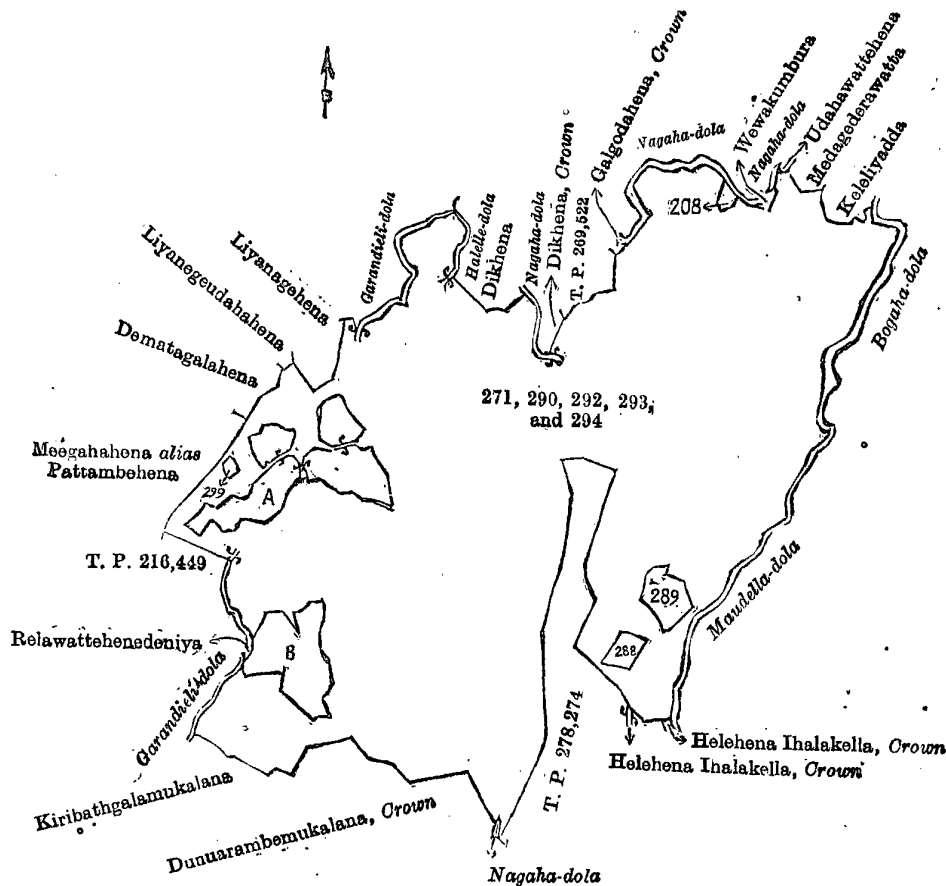 Galgodahena, Crown
Nagaha-dola
Wewakumbura
Nagaha-dola
Udahawattehena
Medagederawatta
Keleliyadda
208
Bogaha-dola
Garandieli-dola
Halelle-dola
Dikhena
Nagaha-dola
Dikhena, Crown
T. P. 269,522
Liyanagehena
Liyanegeudahahena
Dematagalahena
271, 290, 292, 293,
and 294
Meegahahena alias
Pattambehena
299
A
T. P. 216,449
Maudella-dola
289
288
Relawattehenedeniya
B
Garandieli-dola
T. P. 278,274
Helehena Ihalakella, Crown
Helehena Ihalakella, Crown
Kiribathgalamukalana
Dunuarambemukalana, Crown
Nagaha-dola